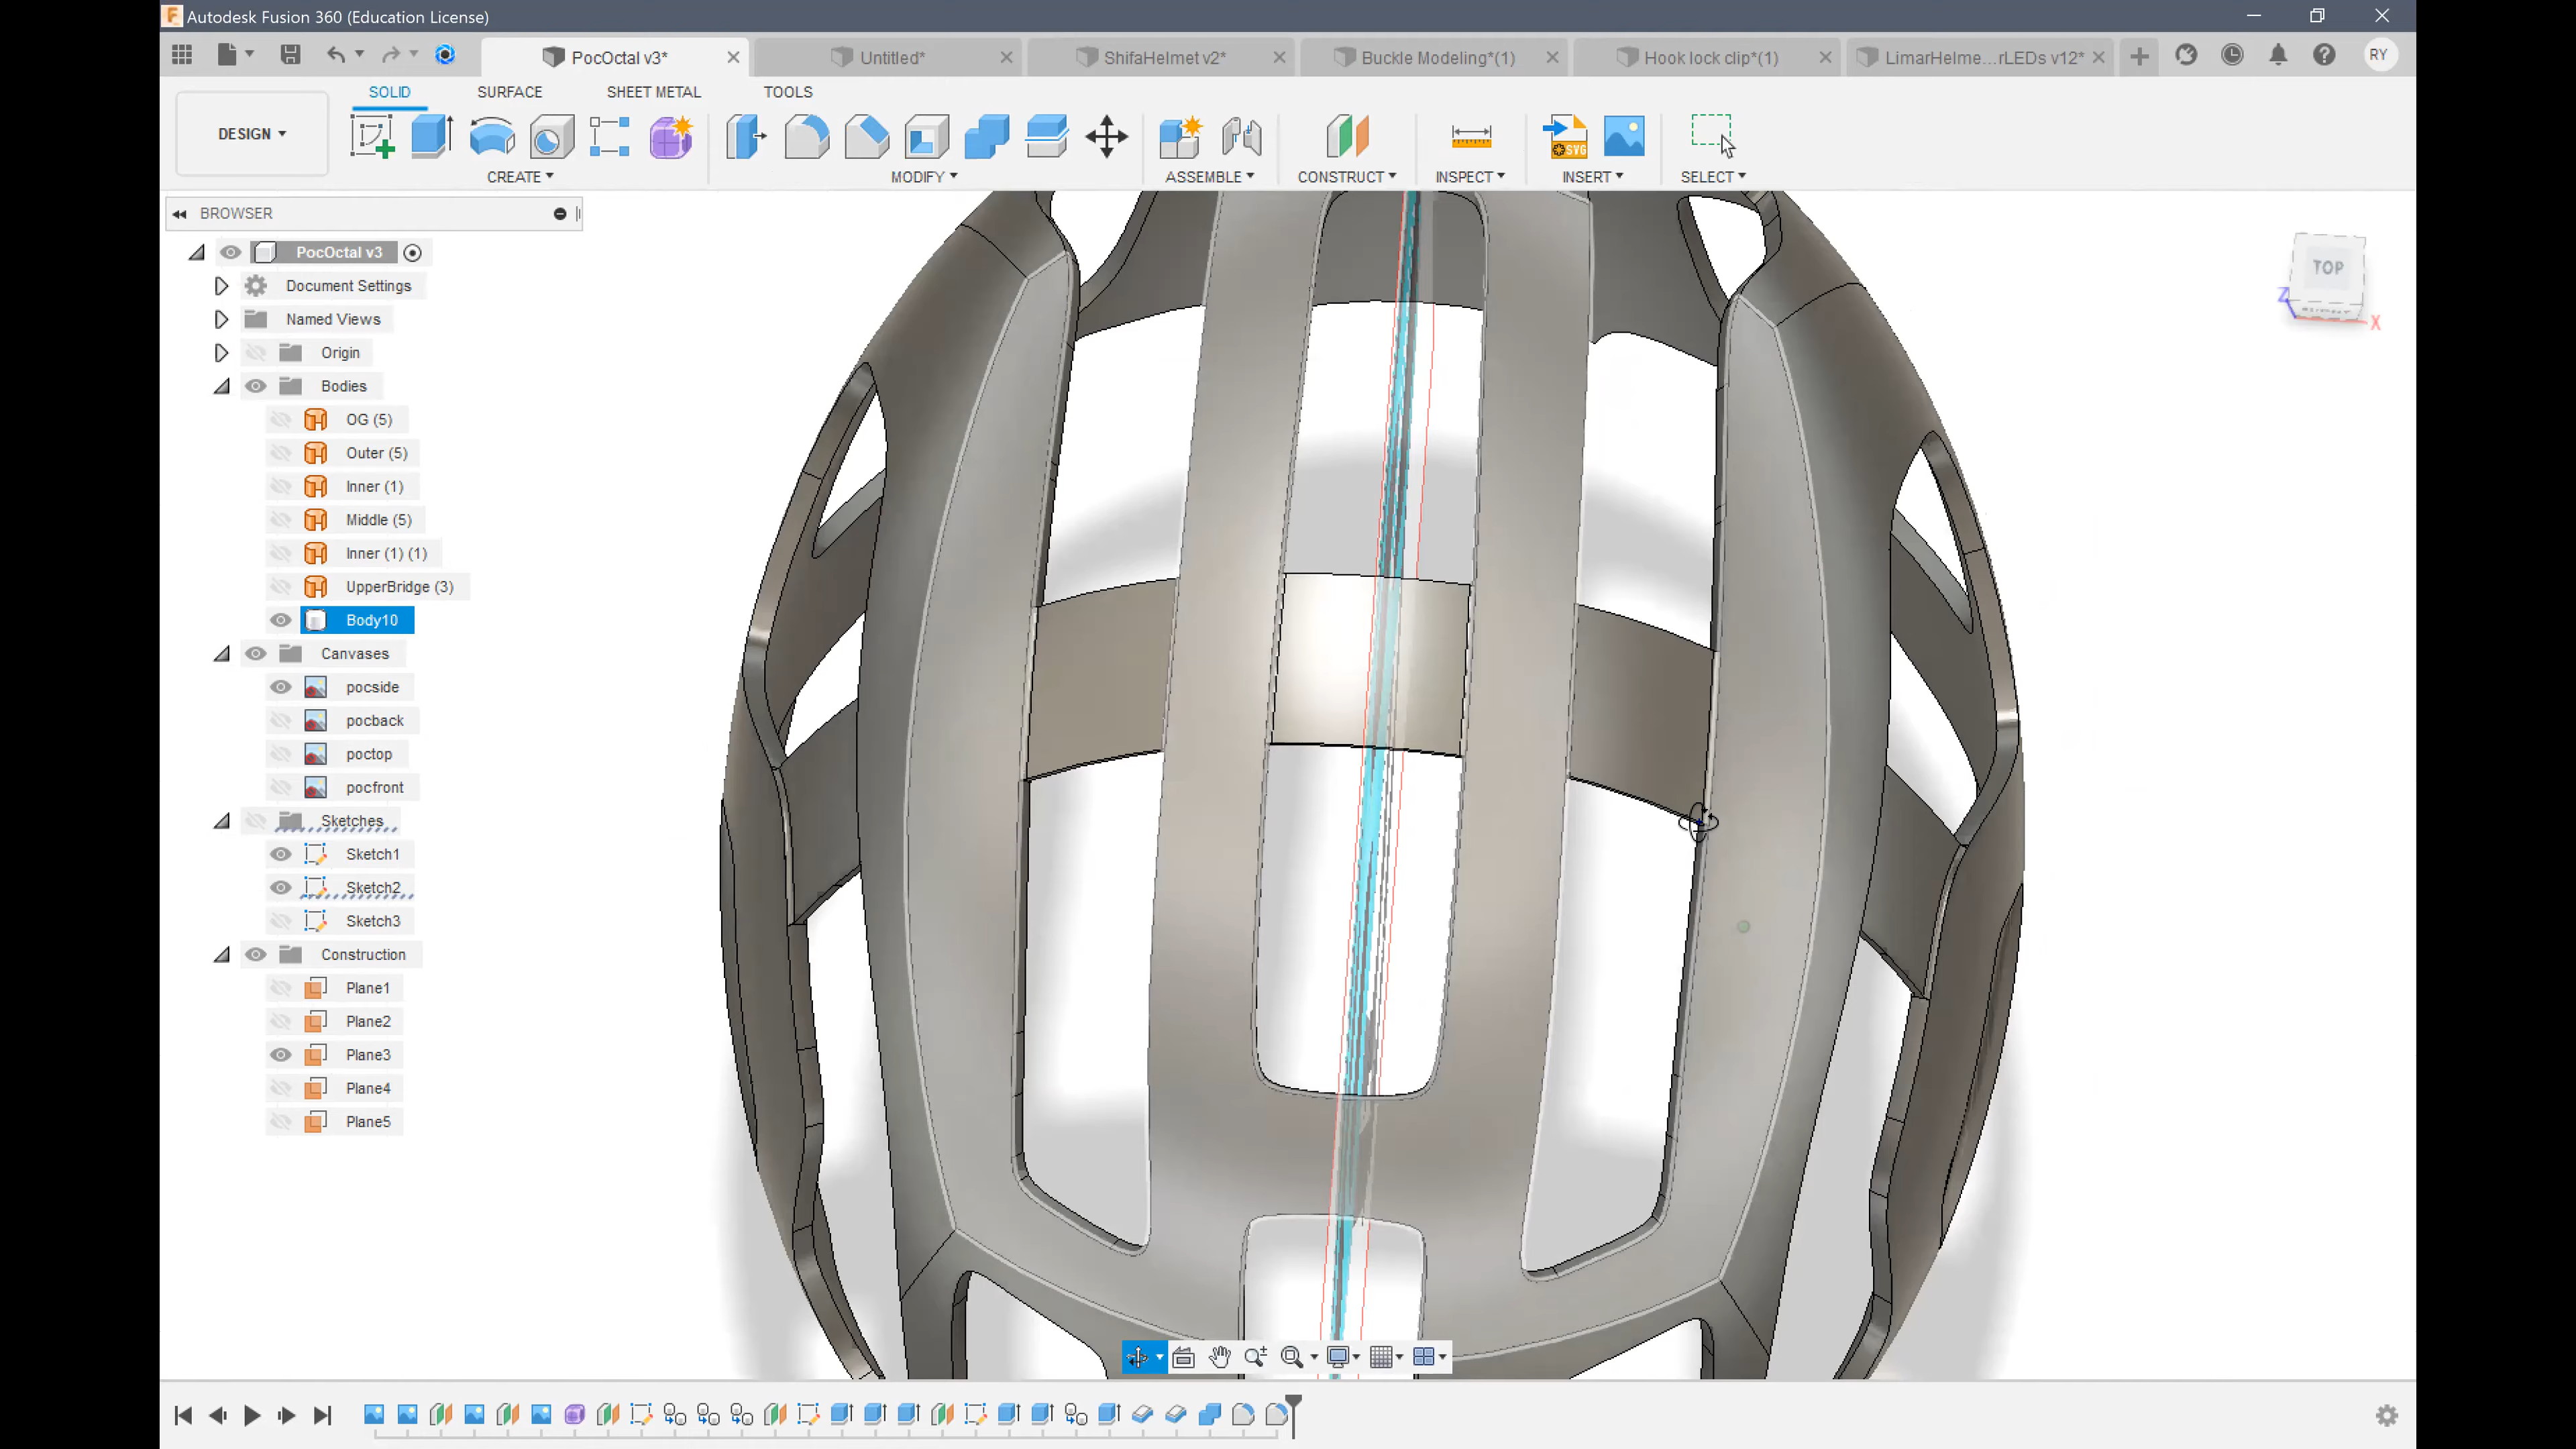 Autodesk Fusion 360 (Education License)
PocOctal v3*
Untitled*
ShifaHelmet v2*
Buckle Modeling*(1)
Hook lock clip*(1)
LimarHelme...rLEDs v12*
RY
SOLID
SURFACE
SHEET METAL
TOOLS
DESIGN
SVG
CREATE
MODIFY
ASSEMBLE
CONSTRUCT
INSPECT
INSERT
SELECT
BROWSER
PocOctal v3
Document Settings
Named Views
Origin
Bodies
OG (5)
Outer (5)
Inner (1)
Middle (5)
Inner (1) (1)
UpperBridge (3)
Body10
Canvases
pocside
pocback
poctop
pocfront
Sketches
Sketch1
Sketch2
Sketch3
Construction
Plane1
Plane2
Plane3
Plane4
Plane5
TOP
Z
X